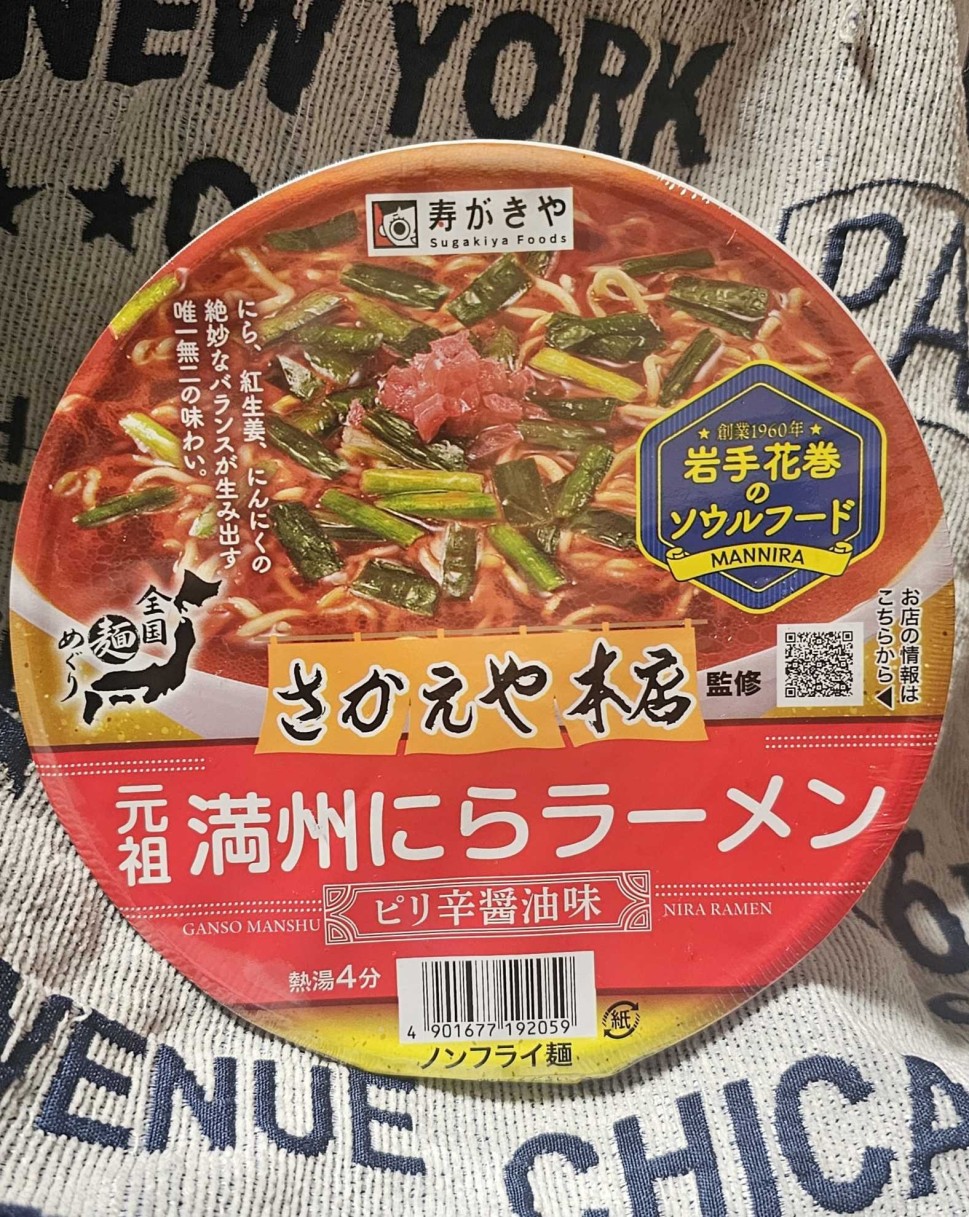 NEW YORK
寿がきや
Sugakiya Foods
にら、紅生姜、にんにくの
絶妙なバランスが生み出す
唯一無二の味わい。
★ 創業1960年 ★
岩手花巻
の
ソウルフード
MANNIRA
全国
麺
めぐり
お店の情報は
こちらから
さかえや本店
監修
元祖
満州にらラーメン
ピリ辛醤油味
GANSO MANSHU
NIRA RAMEN
熱湯4分
4 901677 192059
紙
ノンフライ麺
VENUE
CHICA